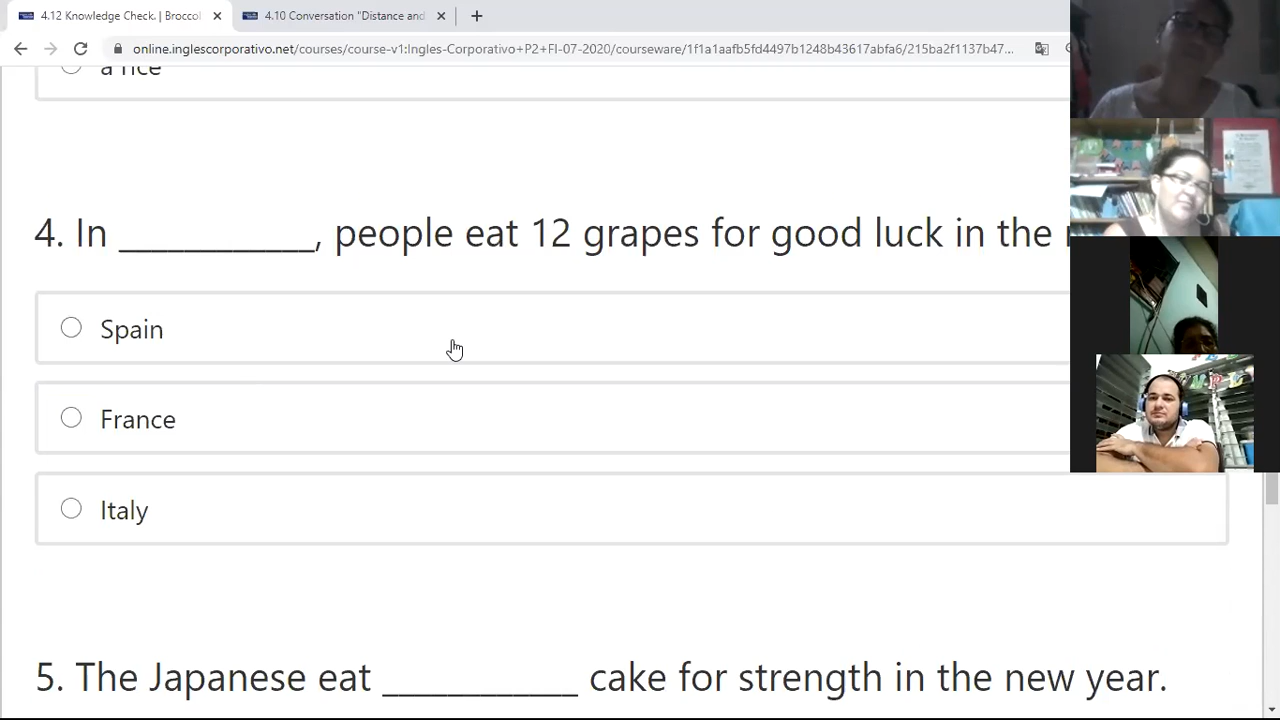 4.12 Knowledge Check. | Broccol
4.10 Conversation "Distance and
online.inglescorporativo.net/courses/course-v1:Ingles-Corporativo+P2+FI-07-2020/courseware/1f1a1aafb5fd4497b1248b43617abfa6/215ba2f1137b47...
a rice
4. In ____________, people eat 12 grapes for good luck in the
Spain
France
Italy
5. The Japanese eat ____________ cake for strength in the new year.